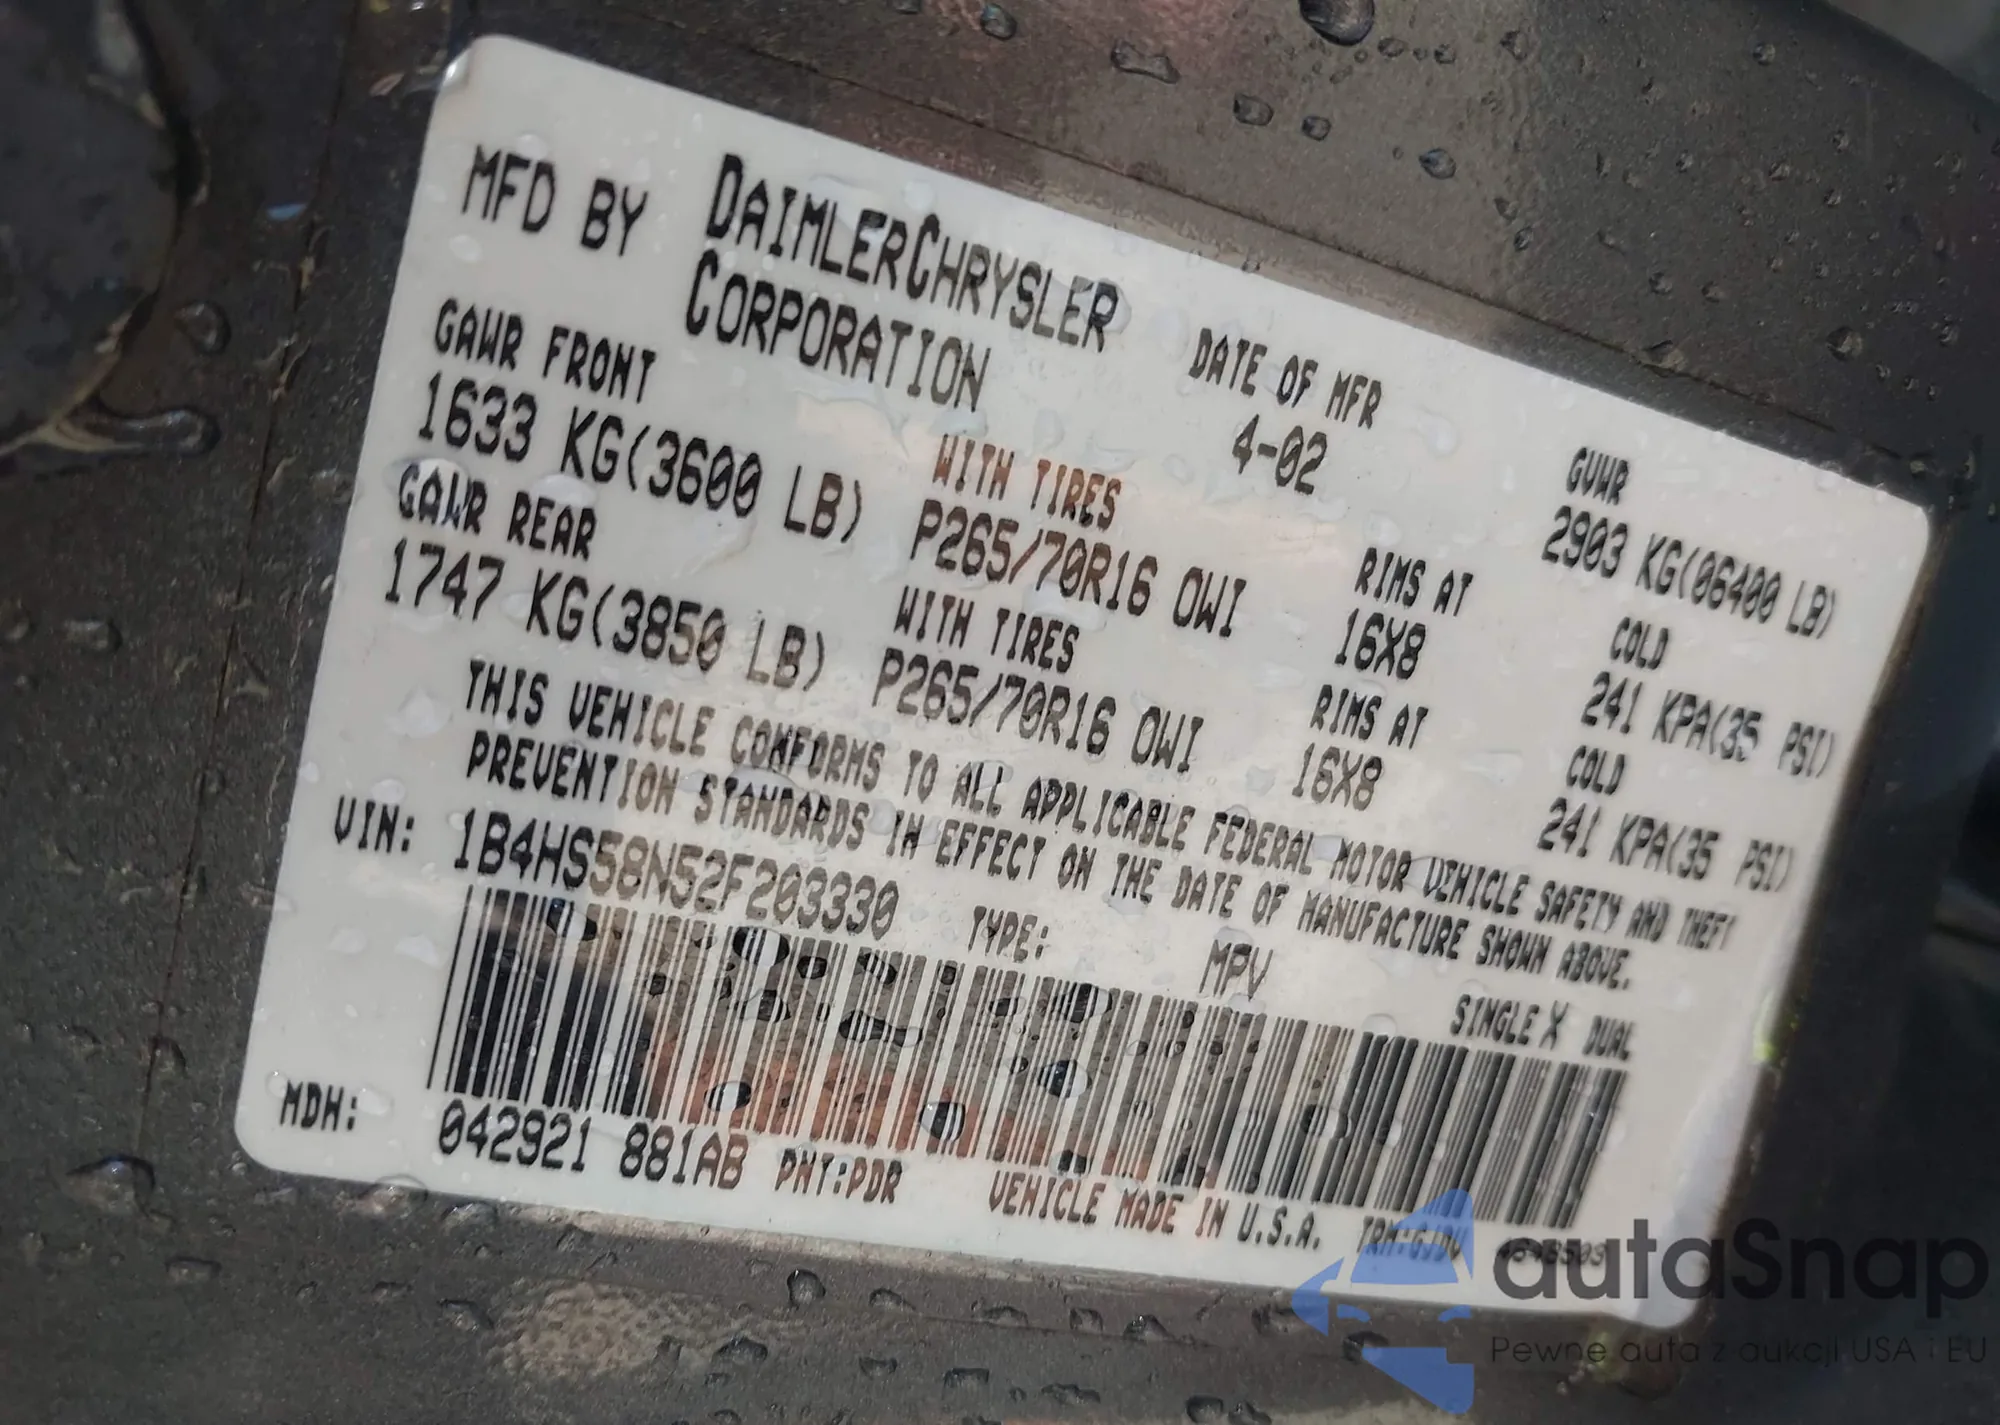 MFD BY DAIMLERCHRYSLER CORPORATION
DATE OF MFR 4-02
GVWR 2903 KG(06400 LB)
GAWR FRONT WITH TIRES RIMS AT COLD
1633 KG(3600 LB) P265/70R16 OWI 16X8 241 KPA(35 PSI)
GAWR REAR WITH TIRES RIMS AT COLD
1747 KG(3850 LB) P265/70R16 OWI 16X8 241 KPA(35 PSI)
THIS VEHICLE CONFORMS TO ALL APPLICABLE FEDERAL MOTOR VEHICLE SAFETY AND THEFT
PREVENTION STANDARDS IN EFFECT ON THE DATE OF MANUFACTURE SHOWN ABOVE.
VIN: 1B4HS58N52F203330 TYPE: MPV SINGLE X DUAL
MDH: 042921 881AB PNT:PDR VEHICLE MADE IN U.S.A.
autaSnap
Pewne auta z aukcji USA i EU